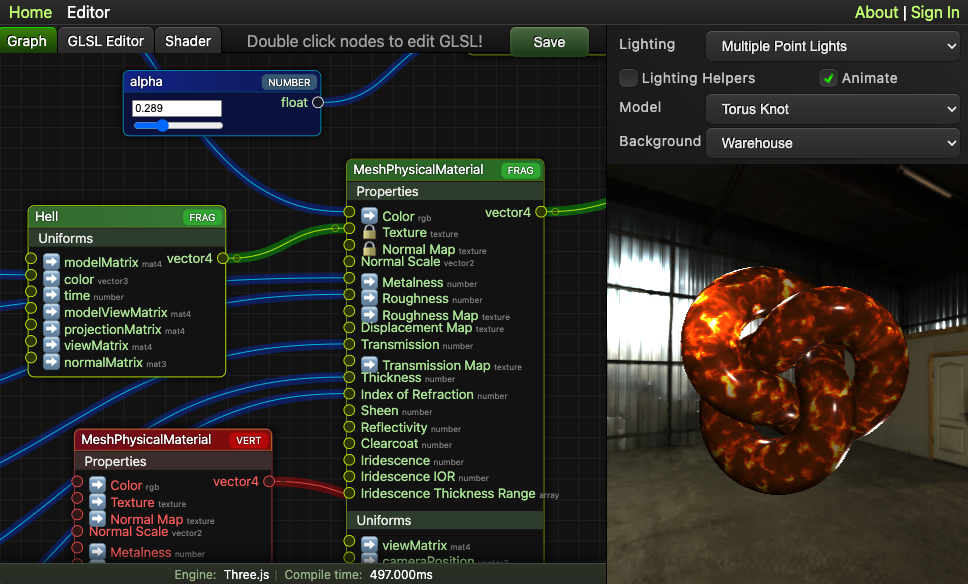 Home Editor About | Sign In
Graph GLSL Editor Shader Double click nodes to edit GLSL! Save
Lighting Multiple Point Lights
Lighting Helpers Animate
Model Torus Knot
Background Warehouse
alpha NUMBER
0.289 float
MeshPhysicalMaterial FRAG
Properties
Color rgb vector4
Texture texture
Normal Map texture
Normal Scale vector2
Metalness number
Roughness number
Roughness Map texture
Displacement Map texture
Transmission number
Transmission Map texture
Thickness number
Index of Refraction number
Sheen number
Reflectivity number
Clearcoat number
Iridescence number
Iridescence IOR number
Iridescence Thickness Range array
Uniforms
viewMatrix mat4
cameraPosition vector3
Hell FRAG
Uniforms
modelMatrix mat4 vector4
color vector3
time number
modelViewMatrix mat4
projectionMatrix mat4
viewMatrix mat4
normalMatrix mat3
MeshPhysicalMaterial VERT
Properties
Color rgb vector4
Texture texture
Normal Map texture
Normal Scale vector2
Metalness number
Engine: Three.js | Compile time: 497.000ms